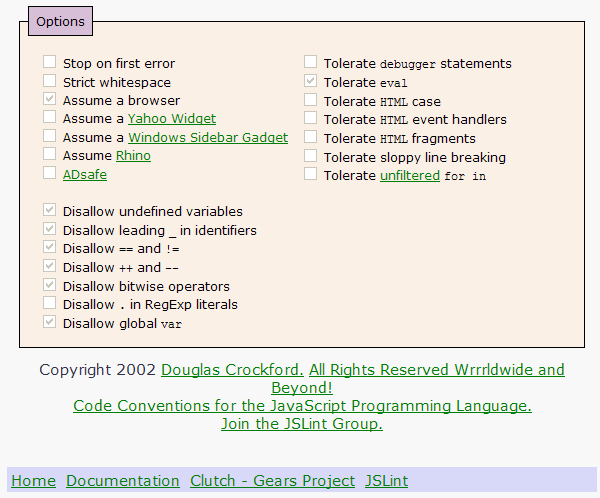 Options
Stop on first error
Strict whitespace
Assume a browser
Assume a Yahoo Widget
Assume a Windows Sidebar Gadget
Assume Rhino
ADsafe
Tolerate debugger statements
Tolerate eval
Tolerate HTML case
Tolerate HTML event handlers
Tolerate HTML fragments
Tolerate sloppy line breaking
Tolerate unfiltered for in
Disallow undefined variables
Disallow leading _ in identifiers
Disallow == and !=
Disallow ++ and --
Disallow bitwise operators
Disallow . in RegExp literals
Disallow global var
Copyright 2002 Douglas Crockford. All Rights Reserved Wrrrldwide and
Beyond!
Code Conventions for the JavaScript Programming Language.
Join the JSLint Group.
Home Documentation Clutch - Gears Project JSLint